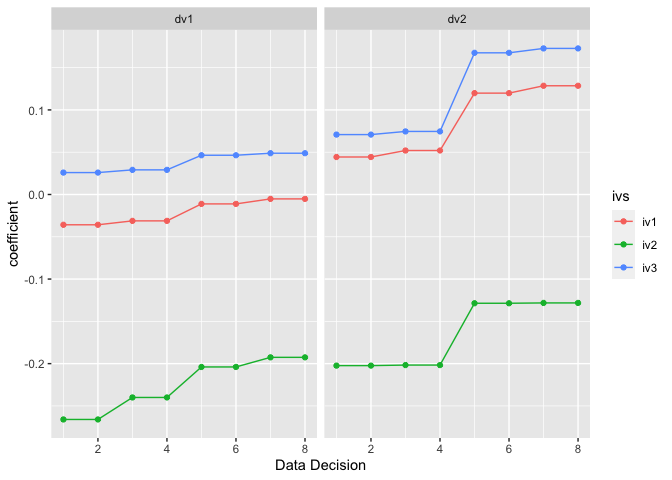 dv1
dv2
coefficient
0.1
0.0
-0.1
-0.2
2 4 6 8
2 4 6 8
Data Decision
ivs
iv1
iv2
iv3